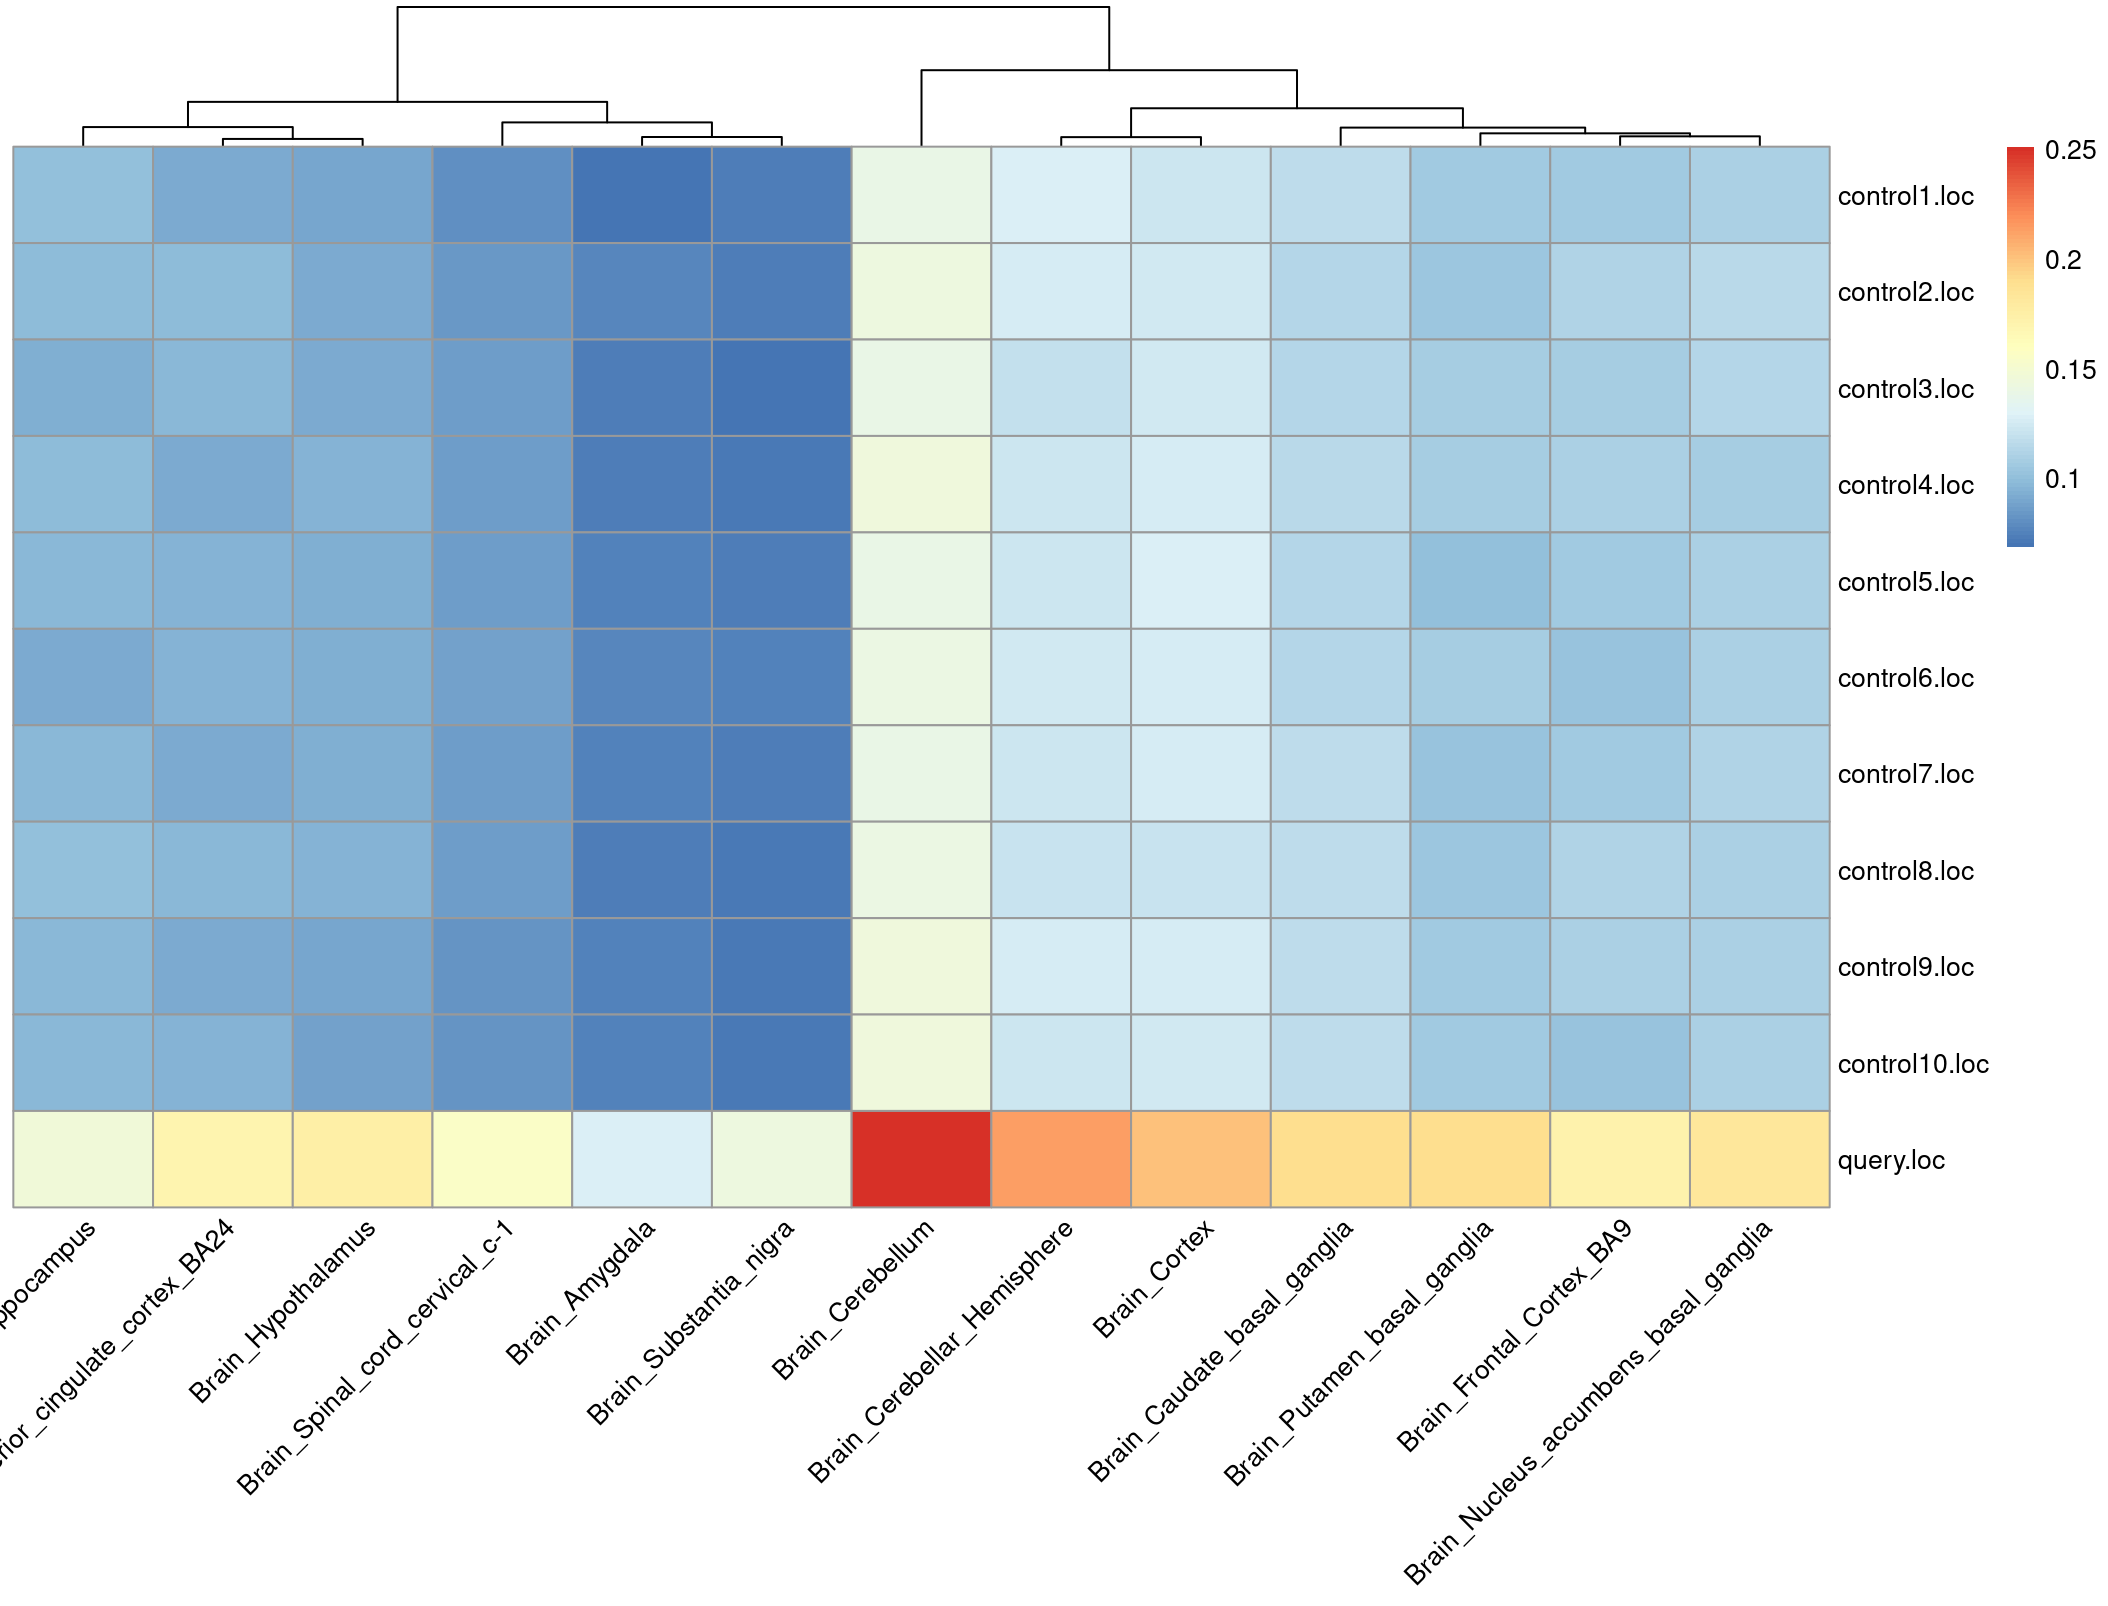 control1.loc
control2.loc
control3.loc
control4.loc
control5.loc
control6.loc
control7.loc
control8.loc
control9.loc
control10.loc
query.loc
0.25
0.2
0.15
0.1
ppocampus
rior_cingulate_cortex_BA24
Brain_Hypothalamus
Brain_Spinal_cord_cervical_c-1
Brain_Amygdala
Brain_Substantia_nigra
Brain_Cerebellum
Brain_Cerebellar_Hemisphere
Brain_Cortex
Brain_Caudate_basal_ganglia
Brain_Putamen_basal_ganglia
Brain_Frontal_Cortex_BA9
Brain_Nucleus_accumbens_basal_ganglia